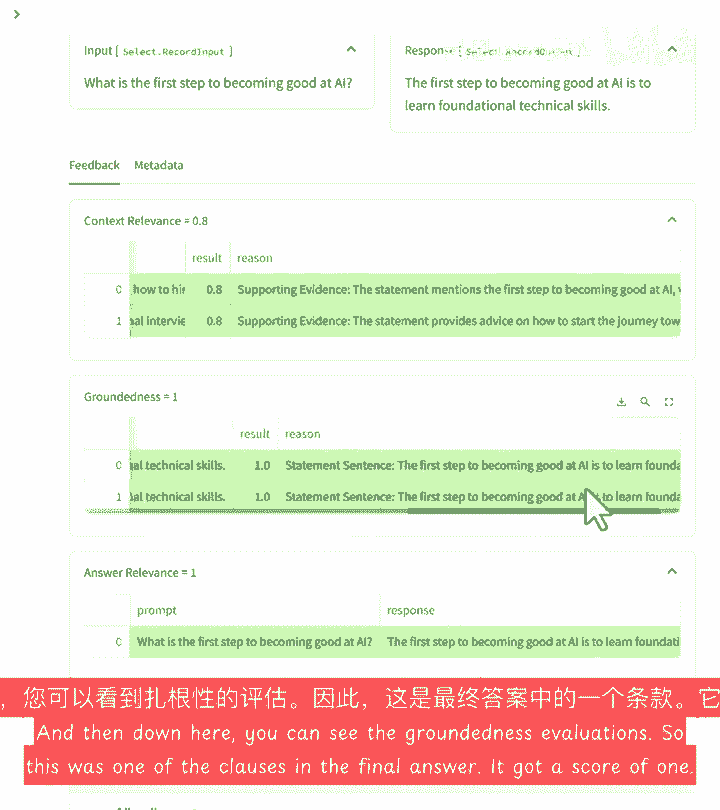 Input [ Select.RecordInput ]
What is the first step to becoming good at AI?
Response [ Select.RecordOutput ]
The first step to becoming good at AI is to
learn foundational technical skills.
Feedback Metadata
Context Relevance = 0.8
result reason
0 how to hir 0.8 Supporting Evidence: The statement mentions the first step to becoming good at AI,
1 al intervie 0.8 Supporting Evidence: The statement provides advice on how to start the journey tow
Groundedness = 1
result reason
0 al technical skills. 1.0 Statement Sentence: The first step to becoming good at AI is to learn founda
1 al technical skills. 1.0 Statement Sentence: The first step to becoming good at to learn founda
Answer Relevance = 1
prompt response
0 What is the first step to becoming good at AI? The first step to becoming good at AI is to learn foundati
，您可以看到扎根性的评估。因此，这是最终答案中的一个条款。它
And then down here, you can see the groundedness evaluations. So
this was one of the clauses in the final answer. It got a score of one.